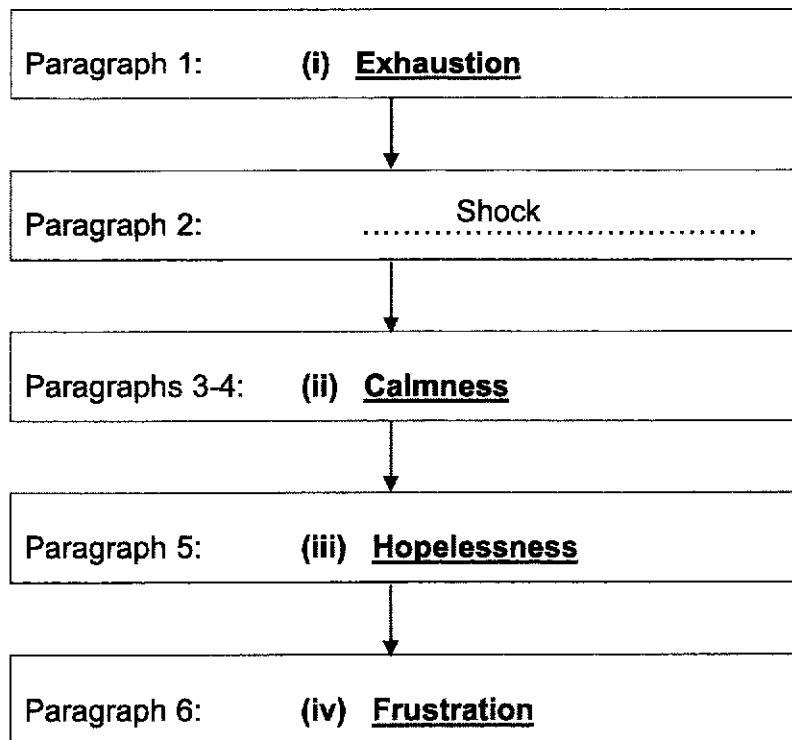 Paragraph 1: (i) Exhaustion
Paragraph 2: Shock
Paragraphs 3-4: (ii) Calmness
Paragraph 5: (iii) Hopelessness
Paragraph 6: (iv) Frustration